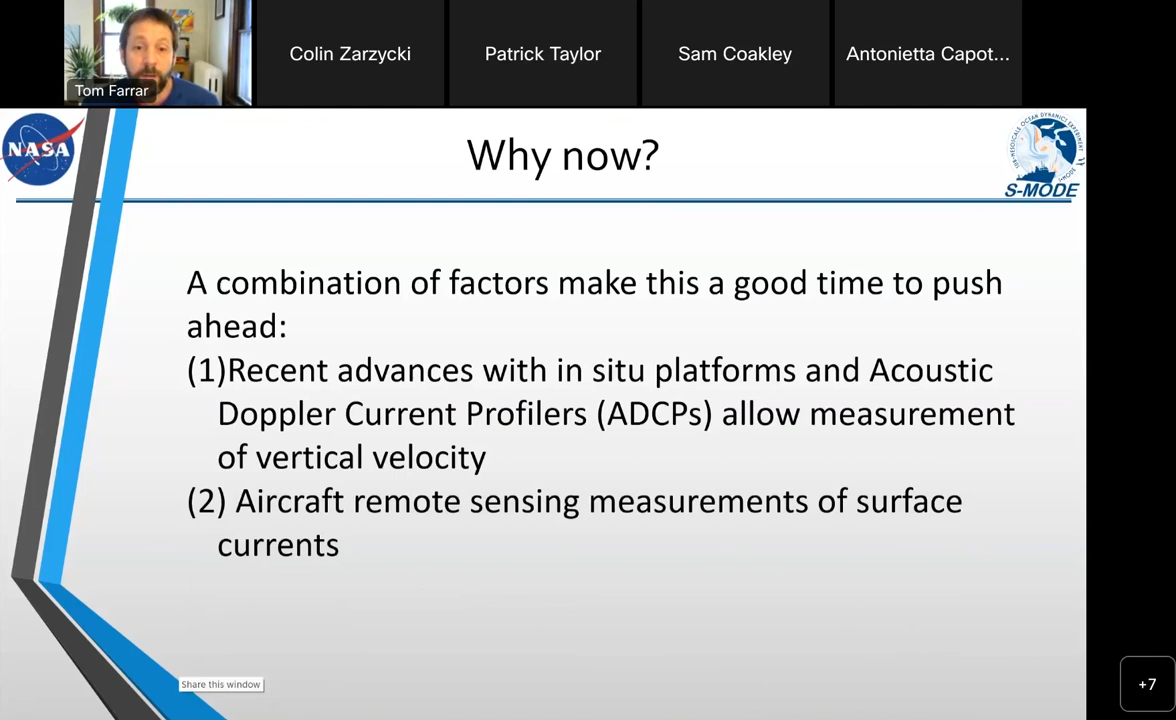 Tom Farrar
Colin Zarzycki
Patrick Taylor
Sam Coakley
Antonietta Capot...
NASA
Why now?
S-MODE
A combination of factors make this a good time to push
ahead:
(1)Recent advances with in situ platforms and Acoustic
Doppler Current Profilers (ADCPs) allow measurement
of vertical velocity
(2) Aircraft remote sensing measurements of surface
currents
Share this window
+7